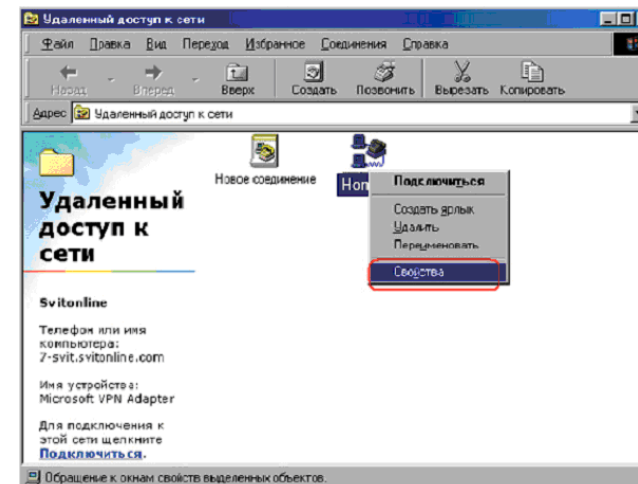 Удаленный доступ к сети
Файл Правка Вид Переход Избранное Соединения Справка
Назад Вперед Вверх Создать Позвонить Вырезать Копировать
Адрес Удаленный доступ к сети
Новое соединение
Hom
Подключиться
Создать ярлык
Удалить
Переименовать
Свойства
Удаленный
доступ к
сети
Svitonline
Телефон или имя
компьютера:
7-svit.svitonline.com
Имя устройства:
Microsoft VPN Adapter
Для подключения к
этой сети щелкните
Подключиться.
Обращение к окнам свойств выделенных объектов.